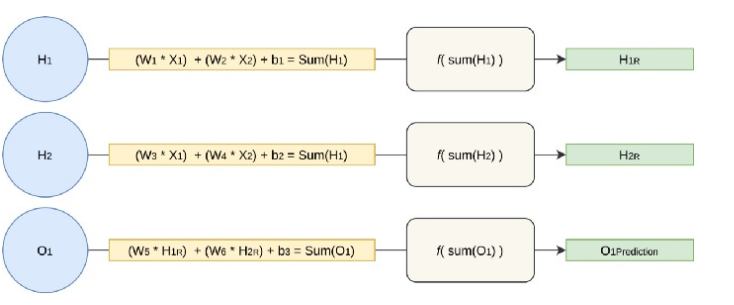 H1 (W1 * X1) + (W2 * X2) + b1 = Sum(H1) f( sum(H1) ) H1R
H2 (W3 * X1) + (W4 * X2) + b2 = Sum(H1) f( sum(H2) ) H2R
O1 (W5 * H1R) + (W6 * H2R) + b3 = Sum(O1) f( sum(O1) ) O1Prediction